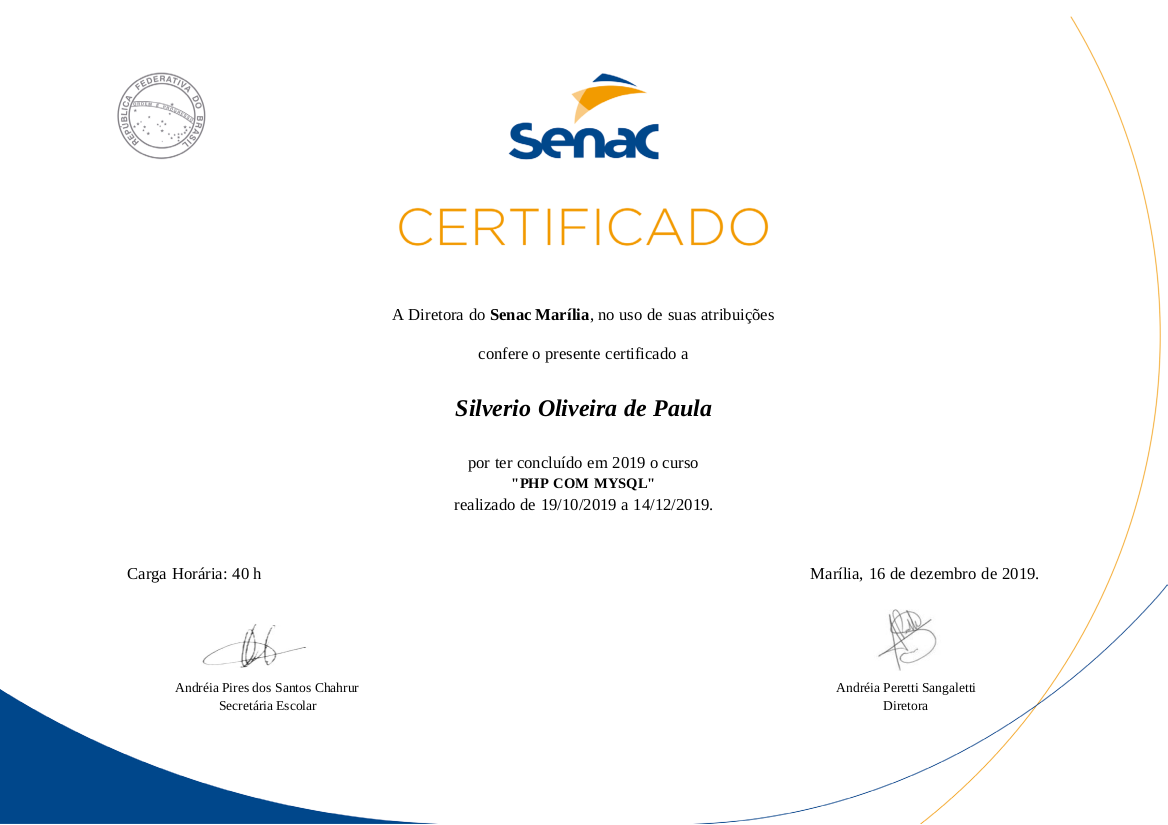 REPÚBLICA FEDERATIVA DO BRASIL
ORDEM E PROGRESSO
Senac
CERTIFICADO
A Diretora do Senac Marília, no uso de suas atribuições
confere o presente certificado a
Silverio Oliveira de Paula
por ter concluído em 2019 o curso
"PHP COM MYSQL"
realizado de 19/10/2019 a 14/12/2019.
Carga Horária: 40 h
Marília, 16 de dezembro de 2019.
Andréia Pires dos Santos Chahrur
Secretária Escolar
Andréia Peretti Sangaletti
Diretora